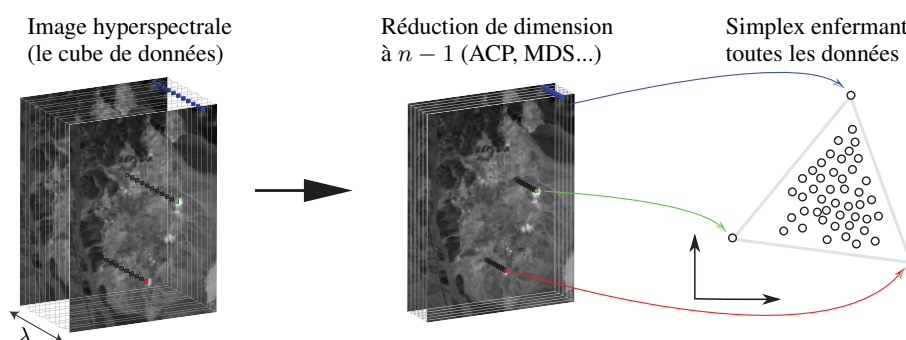 Image hyperspectrale
(le cube de données)
Réduction de dimension
à n − 1 (ACP, MDS...)
Simplex enfermant
toutes les données
λ